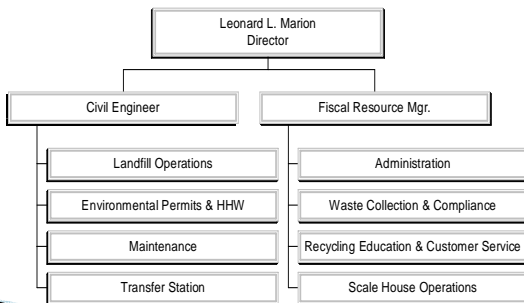 Leonard L. Marion
Director
Civil Engineer
Fiscal Resource Mgr.
Landfill Operations
Administration
Environmental Permits & HHW
Waste Collection & Compliance
Maintenance
Recycling Education & Customer Service
Transfer Station
Scale House Operations